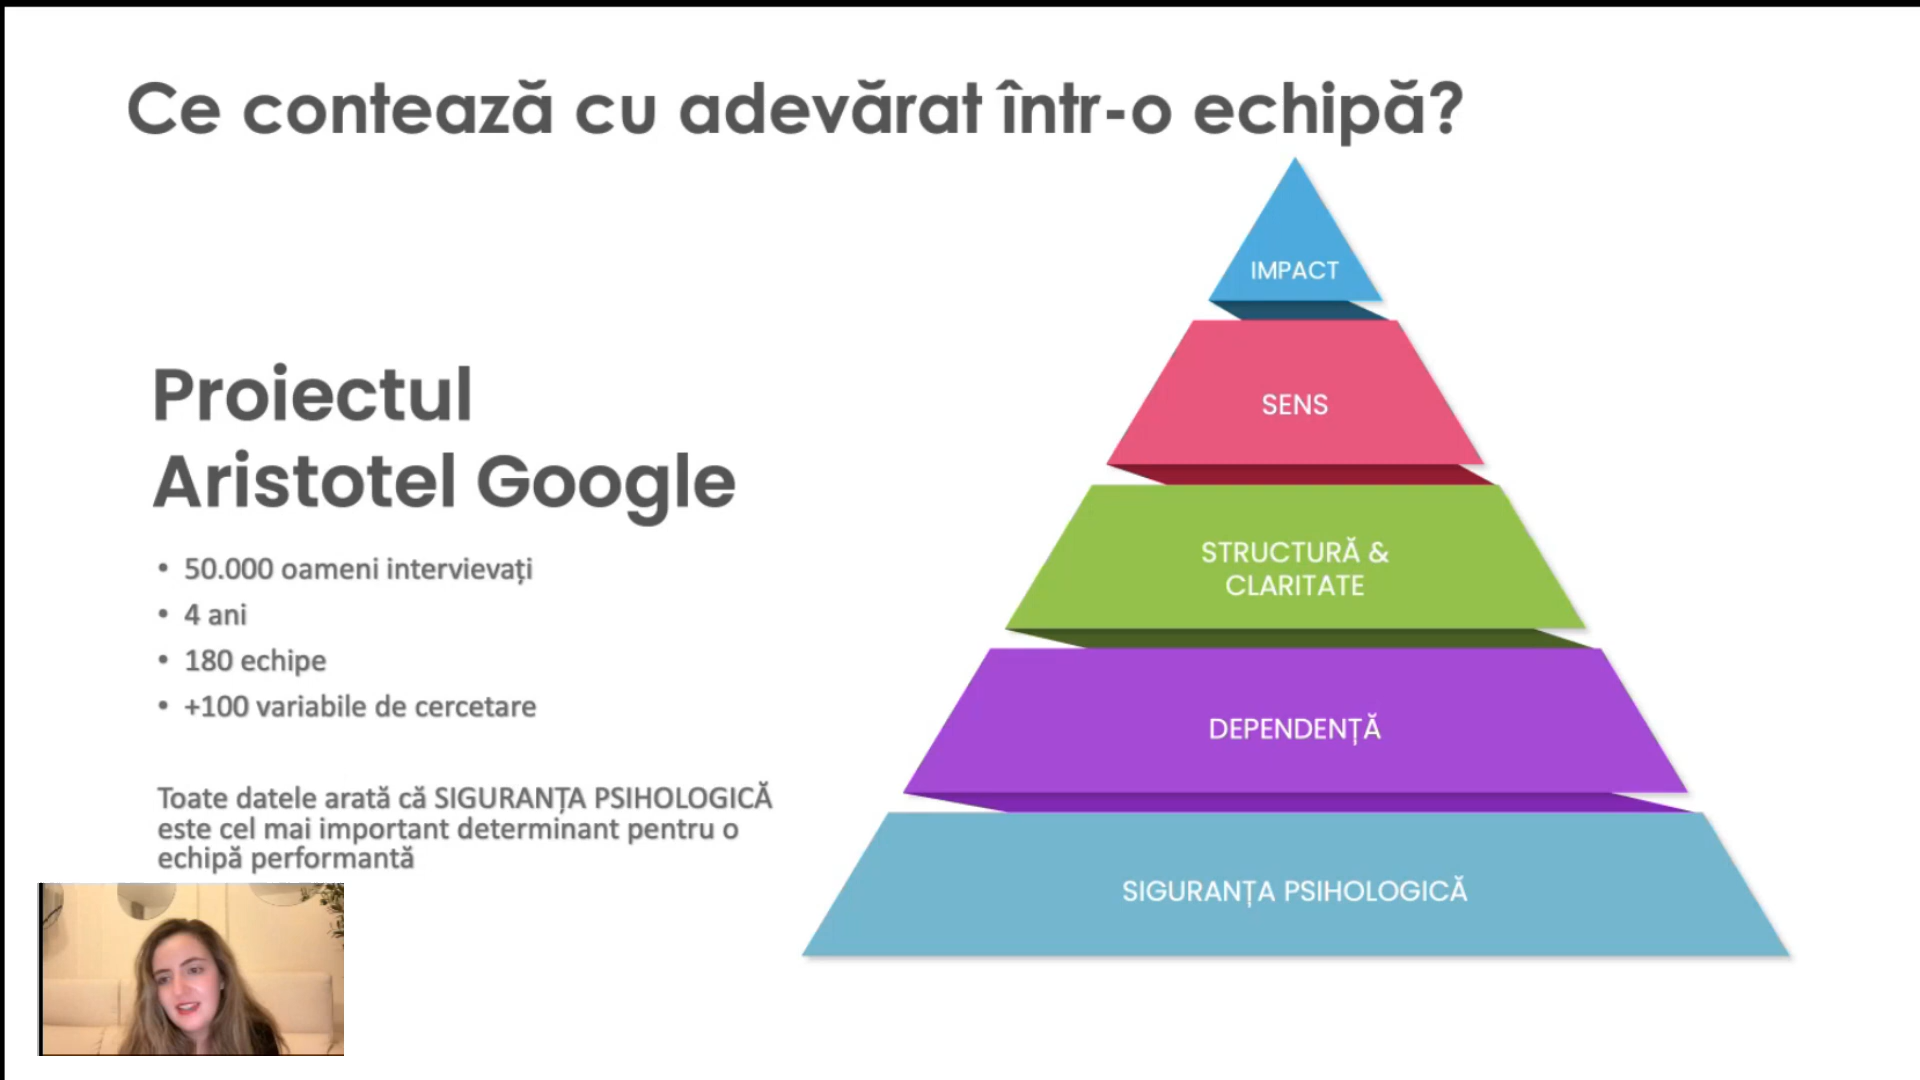 Ce contează cu adevărat într-o echipă?
Proiectul
Aristotel Google
• 50.000 oameni intervievați
• 4 ani
• 180 echipe
• +100 variabile de cercetare
Toate datele arată că SIGURANȚA PSIHOLOGICĂ
este cel mai important determinant pentru o
echipă performantă
IMPACT
SENS
STRUCTURĂ &
CLARITATE
DEPENDENȚĂ
SIGURANȚA PSIHOLOGICĂ